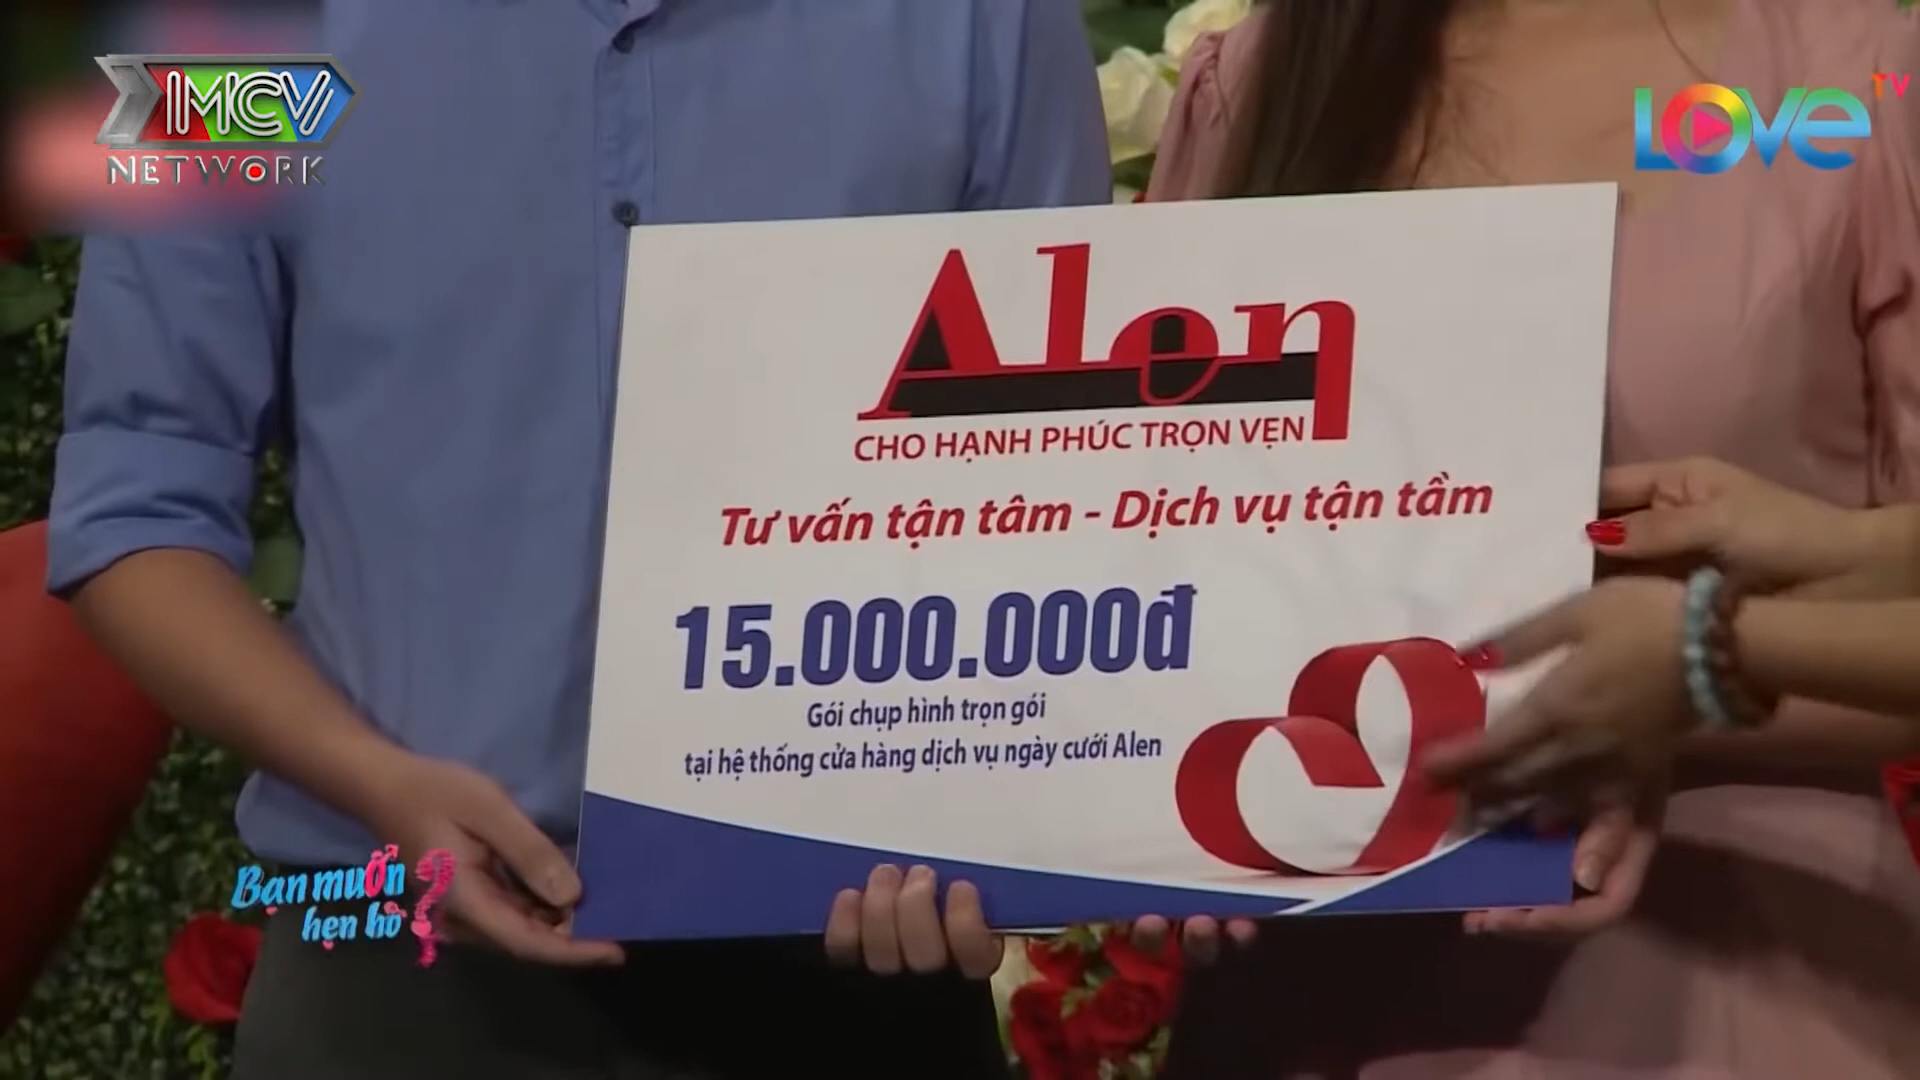 MCV
NETWORK
LOVE TV
Alen
CHO HẠNH PHÚC TRỌN VẸN
Tư vấn tận tâm - Dịch vụ tận tầm
15.000.000đ
Gói chụp hình trọn gói
tại hệ thống cửa hàng dịch vụ ngày cưới Alen
Bạn muốn
hẹn hò ?